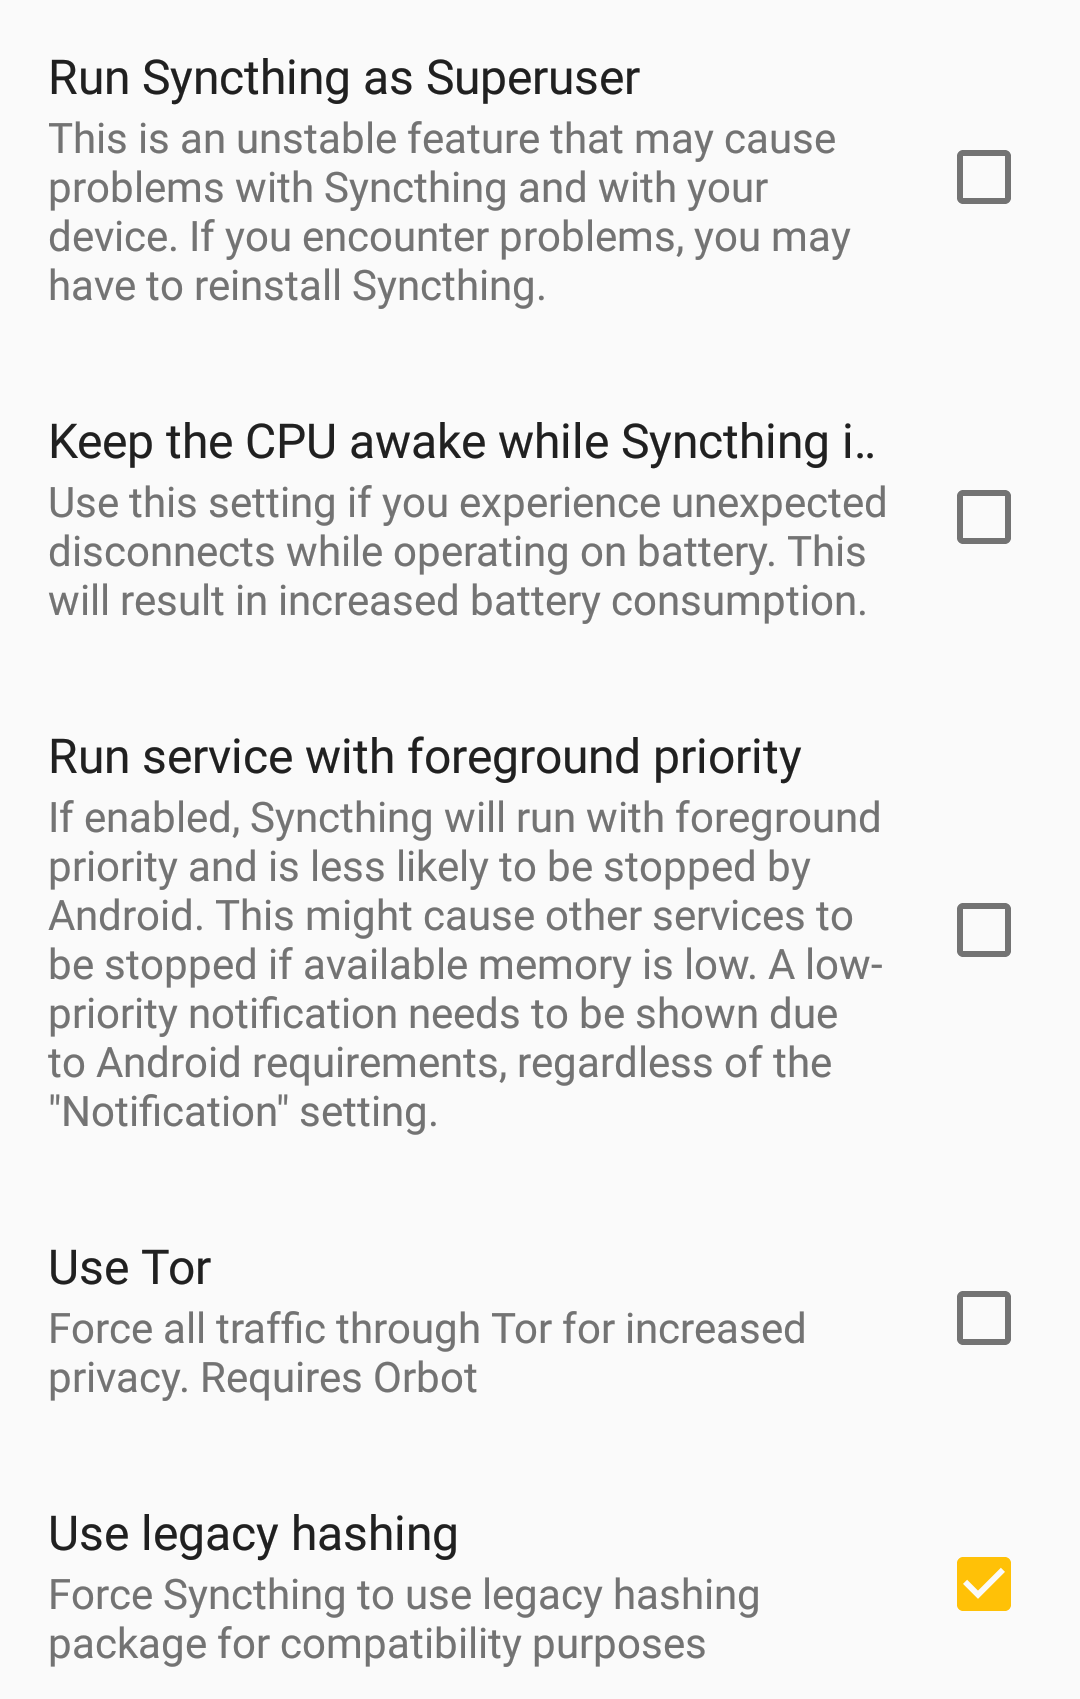 Run Syncthing as Superuser
This is an unstable feature that may cause
problems with Syncthing and with your
device. If you encounter problems, you may
have to reinstall Syncthing.
Keep the CPU awake while Syncthing i..
Use this setting if you experience unexpected
disconnects while operating on battery. This
will result in increased battery consumption.
Run service with foreground priority
If enabled, Syncthing will run with foreground
priority and is less likely to be stopped by
Android. This might cause other services to
be stopped if available memory is low. A low-
priority notification needs to be shown due
to Android requirements, regardless of the
"Notification" setting.
Use Tor
Force all traffic through Tor for increased
privacy. Requires Orbot
Use legacy hashing
Force Syncthing to use legacy hashing
package for compatibility purposes